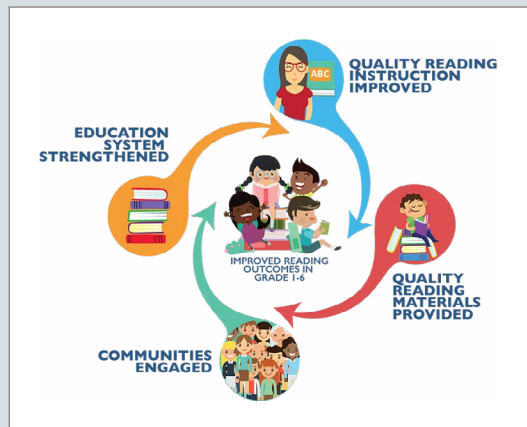 ABC
QUALITY READING
INSTRUCTION
IMPROVED
EDUCATION
SYSTEM
STRENGTHENED
IMPROVED READING
OUTCOMES IN
GRADE 1-6
QUALITY
READING
MATERIALS
PROVIDED
COMMUNITIES
ENGAGED